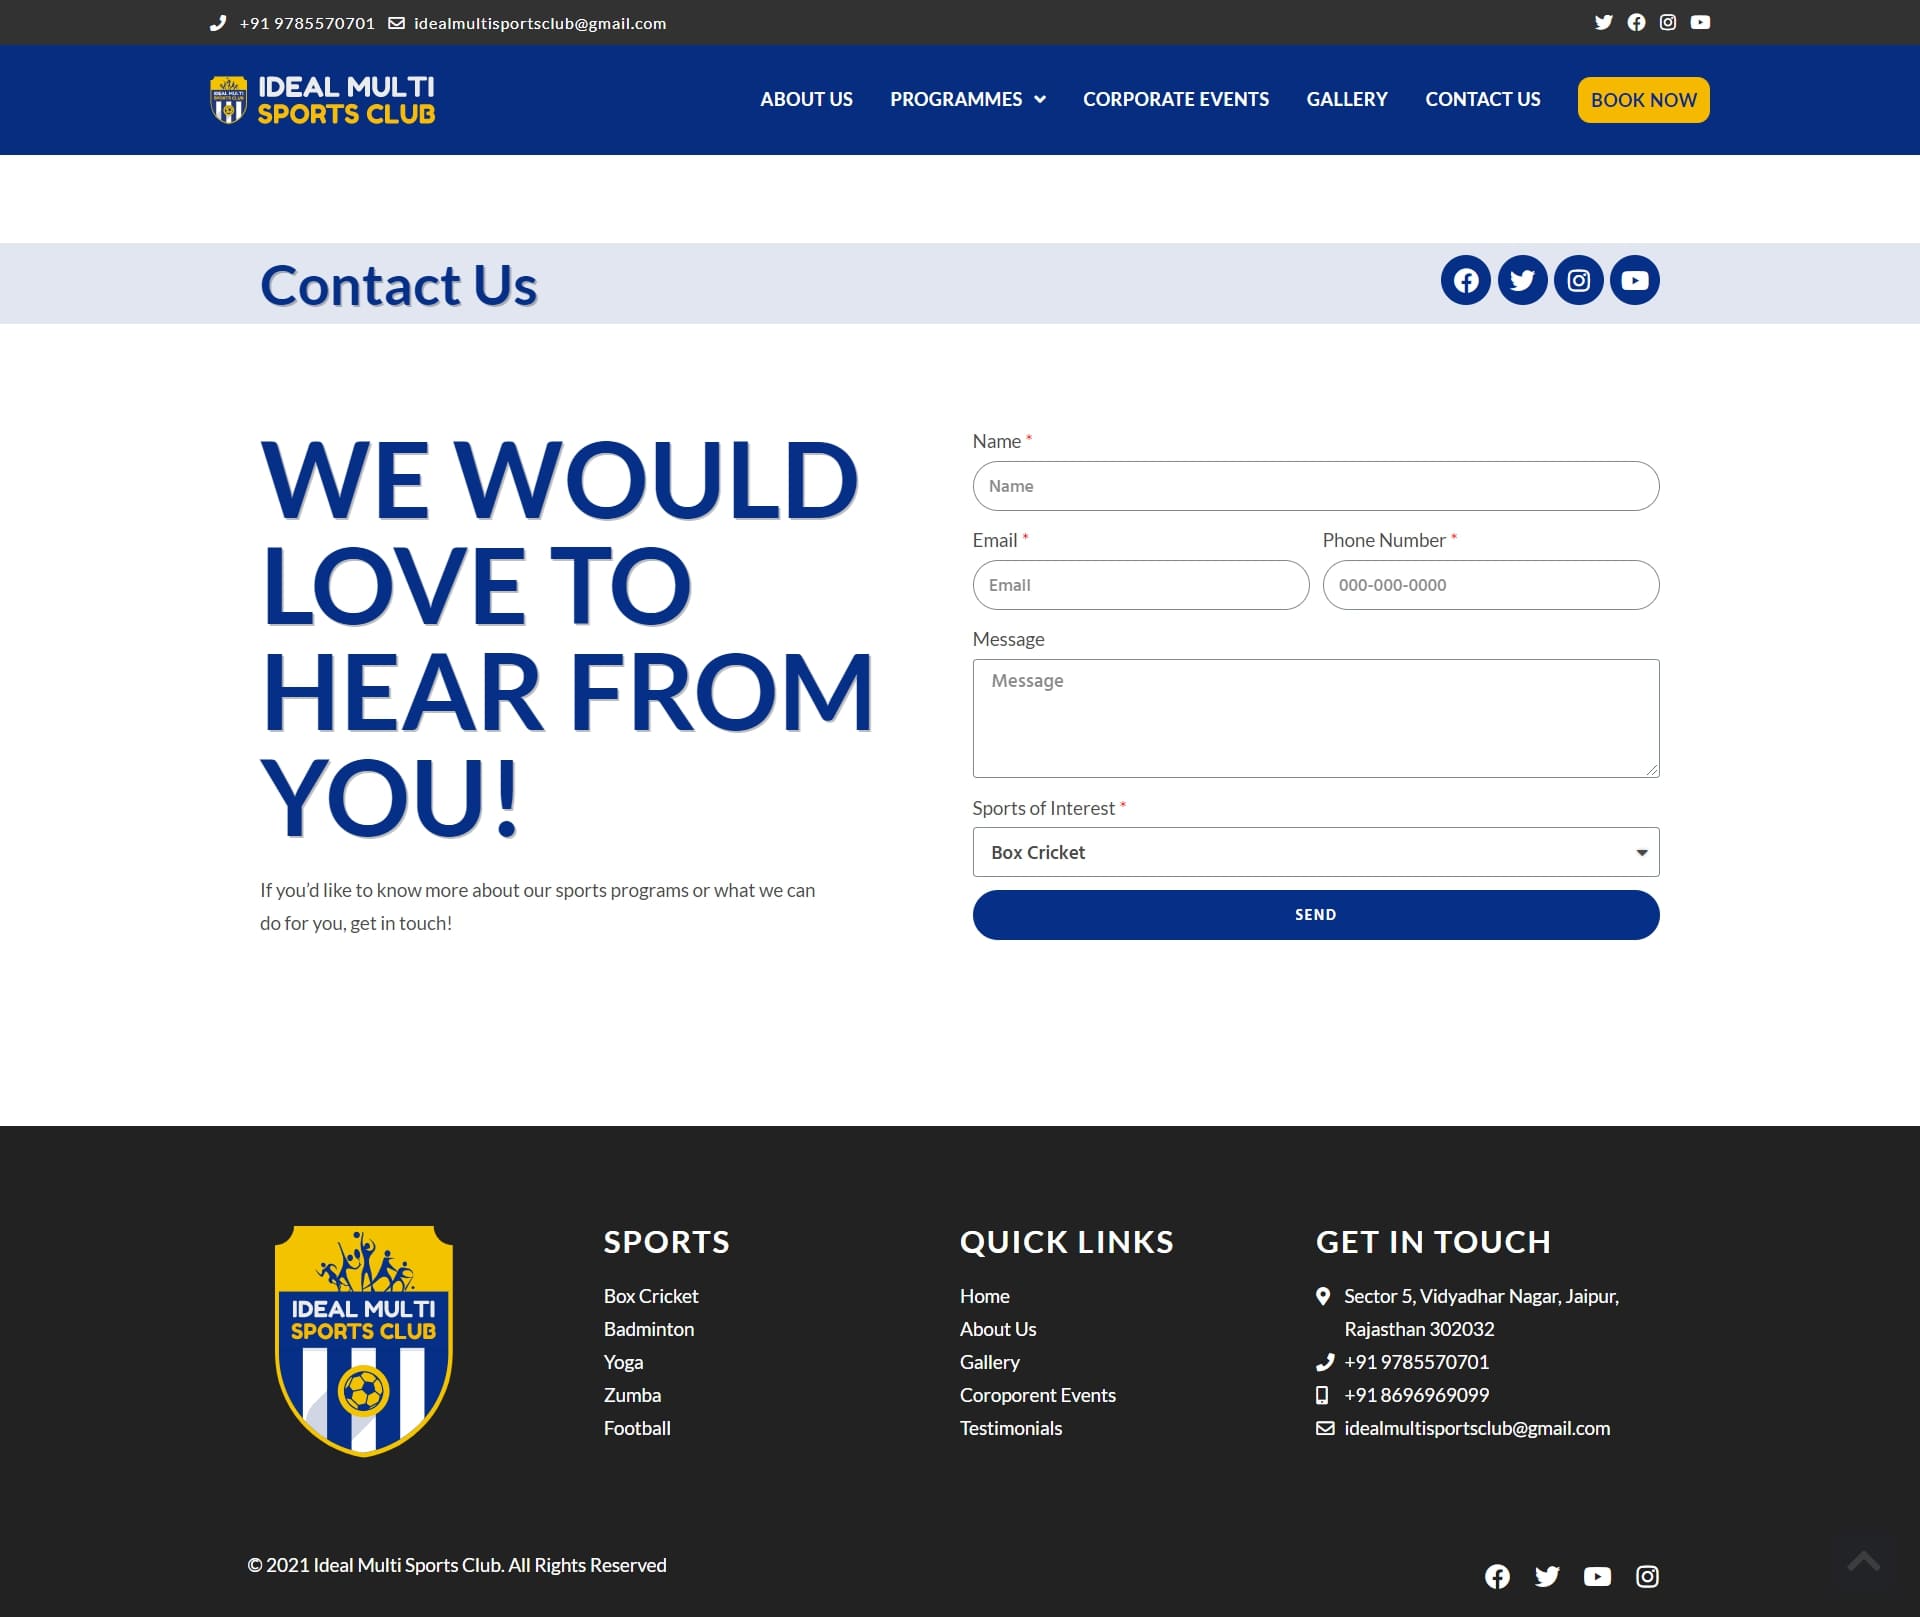 +91 9785570701 idealmultisportsclub@gmail.com
IDEAL MULTI
SPORTS CLUB
ABOUT US PROGRAMMES CORPORATE EVENTS GALLERY CONTACT US BOOK NOW
Contact Us
WE WOULD
LOVE TO
HEAR FROM
YOU!
If you’d like to know more about our sports programs or what we can
do for you, get in touch!
Name *
Name
Email * Phone Number *
Email 000-000-0000
Message
Message
Sports of Interest *
Box Cricket
SEND
IDEAL MULTI
SPORTS CLUB
SPORTS
Box Cricket
Badminton
Yoga
Zumba
Football
QUICK LINKS
Home
About Us
Gallery
Coroporent Events
Testimonials
GET IN TOUCH
Sector 5, Vidyadhar Nagar, Jaipur,
Rajasthan 302032
+91 9785570701
+91 8696969099
idealmultisportsclub@gmail.com
© 2021 Ideal Multi Sports Club. All Rights Reserved